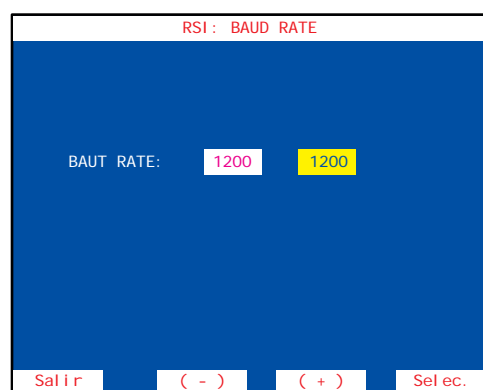 RSI: BAUD RATE
BAUT RATE: 1200 1200
Salir ( - ) ( + ) Selec.